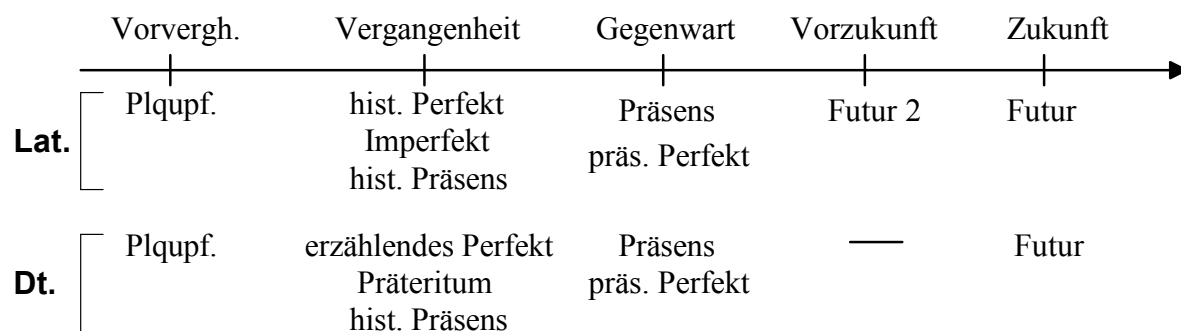 Vorvergh. Vergangenheit Gegenwart Vorzukunft Zukunft
Plqupf. hist. Perfekt Präsens Futur 2 Futur
Lat. Imperfekt präs. Perfekt
hist. Präsens
Plqupf. erzählendes Perfekt Präsens — Futur
Dt. Präteritum präs. Perfekt
hist. Präsens